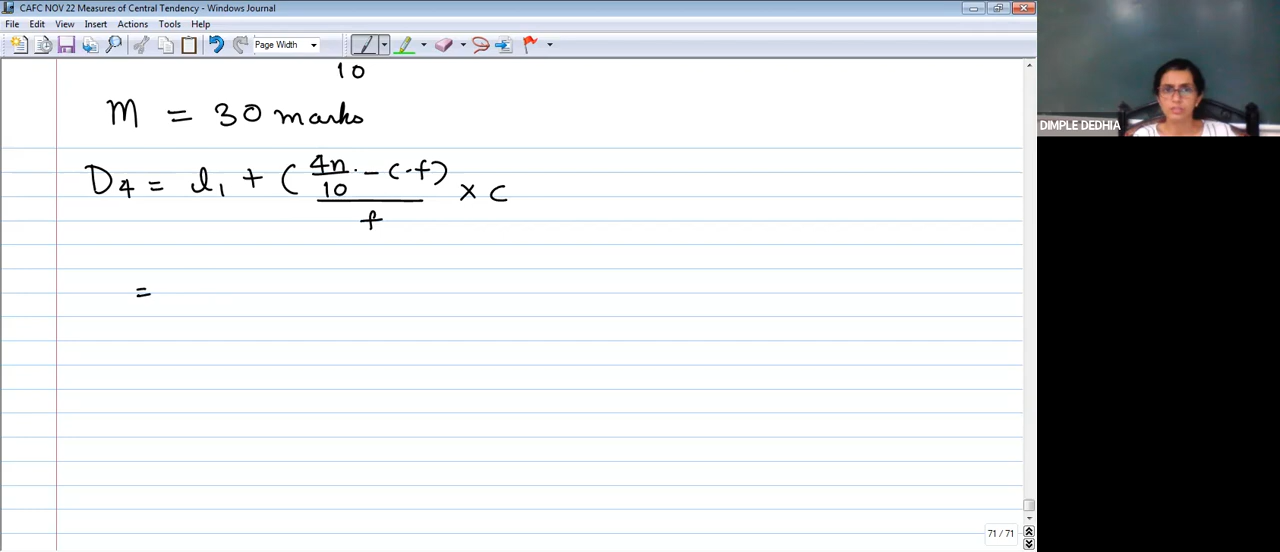 CAFC NOV 22 Measures of Central Tendency - Windows Journal
File Edit View Insert Actions Tools Help
Page Width
10
M = 30 marks
D4 = l1 + (4n/10 - c.f) / f × c
=
DIMPLE DEDHIA
71 / 71